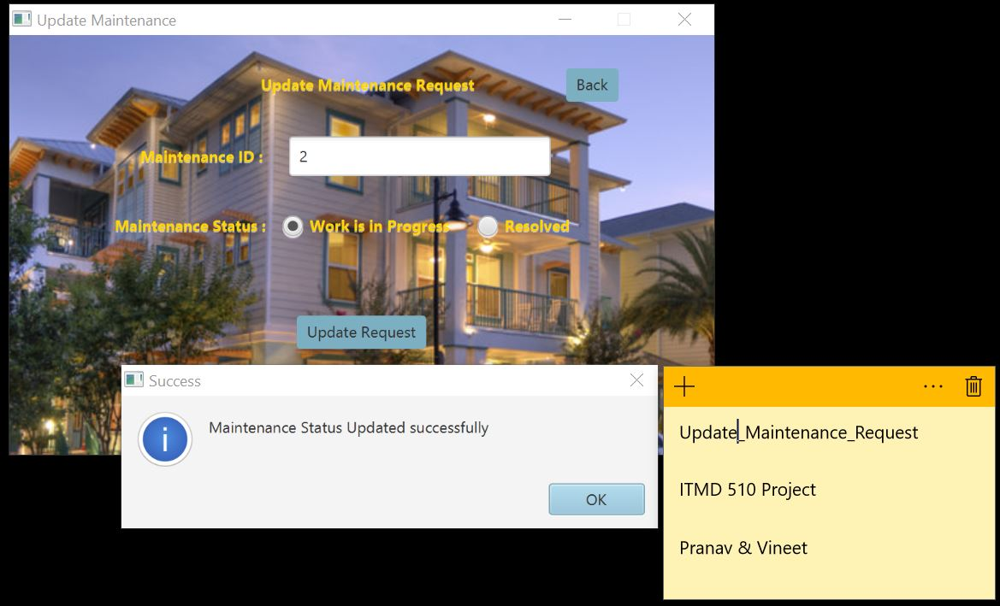 Update Maintenance
Update Maintenance Request
Back
Maintenance ID :
2
Maintenance Status :
Work is in Progress
Resolved
Update Request
Success
Maintenance Status Updated successfully
OK
Update_Maintenance_Request
ITMD 510 Project
Pranav & Vineet